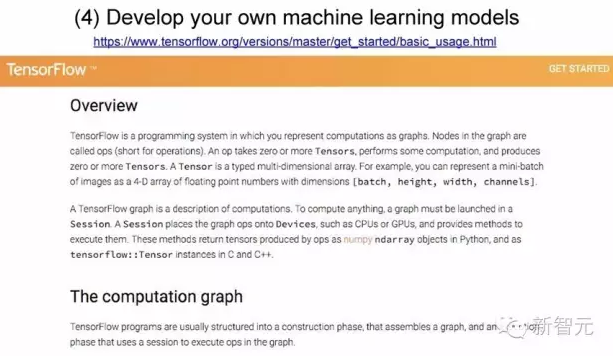 (4) Develop your own machine learning models
https://www.tensorflow.org/versions/master/get_started/basic_usage.html
TensorFlow™ GET STARTED
Overview
TensorFlow is a programming system in which you represent computations as graphs. Nodes in the graph are
called ops (short for operations). An op takes zero or more Tensors, performs some computation, and produces
zero or more Tensors. A Tensor is a typed multi-dimensional array. For example, you can represent a mini-batch
of images as a 4-D array of floating point numbers with dimensions [batch, height, width, channels].
A TensorFlow graph is a description of computations. To compute anything, a graph must be launched in a
Session. A Session places the graph ops onto Devices, such as CPUs or GPUs, and provides methods to
execute them. These methods return tensors produced by ops as numpy ndarray objects in Python, and as
tensorflow::Tensor instances in C and C++.
The computation graph
TensorFlow programs are usually structured into a construction phase, that assembles a graph, and an
phase that uses a session to execute ops in the graph.
新智元